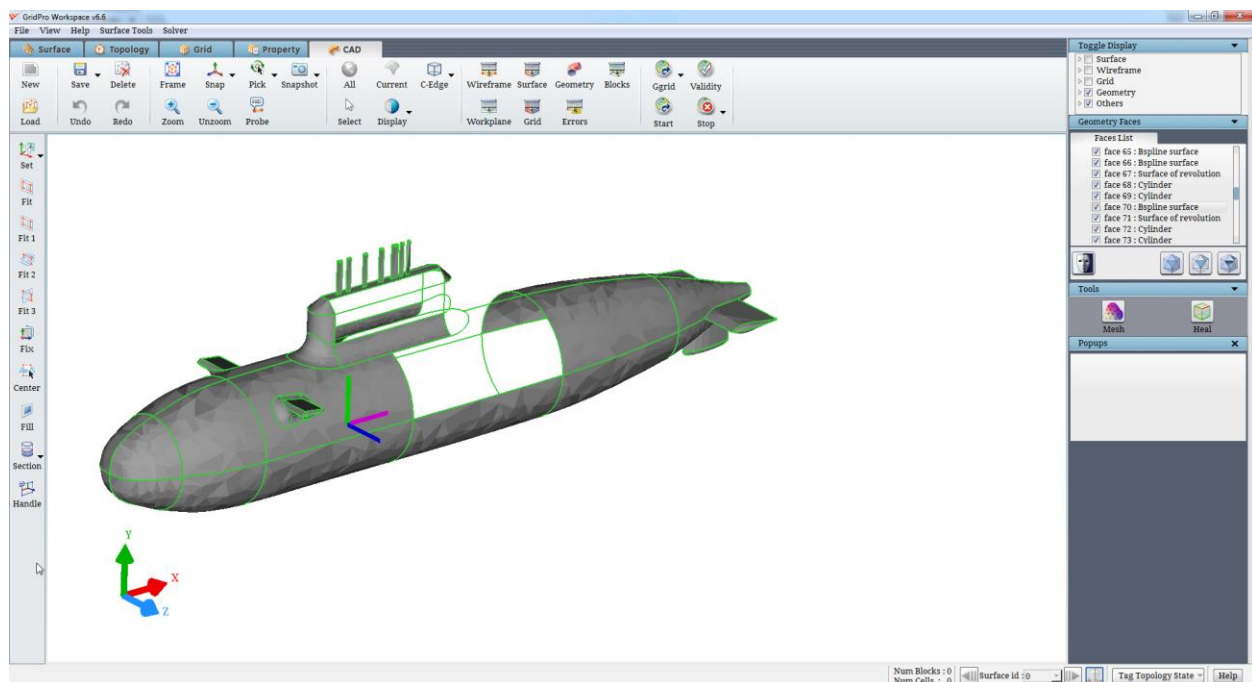 GridPro Workspace v6.6
File View Help Surface Tools Solver
Surface Topology Grid Property CAD
New Save Delete Frame Snap Pick Snapshot All Current C-Edge Wireframe Surface Geometry Blocks Ggrid Validity
Load Undo Redo Zoom Unzoom Probe Select Display Workplane Grid Errors Start Stop
Set
Fit
Fit 1
Fit 2
Fit 3
Fix
Center
Fill
Section
Handle
Y
X
Z
Toggle Display
Surface
Wireframe
Grid
Geometry
Others
Geometry Faces
Faces List
face 65 : Bspline surface
face 66 : Bspline surface
face 67 : Surface of revolution
face 68 : Cylinder
face 69 : Cylinder
face 70 : Bspline surface
face 71 : Surface of revolution
face 72 : Cylinder
face 73 : Cylinder
Tools
Mesh Heal
Popups
Num Blocks : 0
Num Cells : 0
Surface id : 0
Tag Topology State
Help